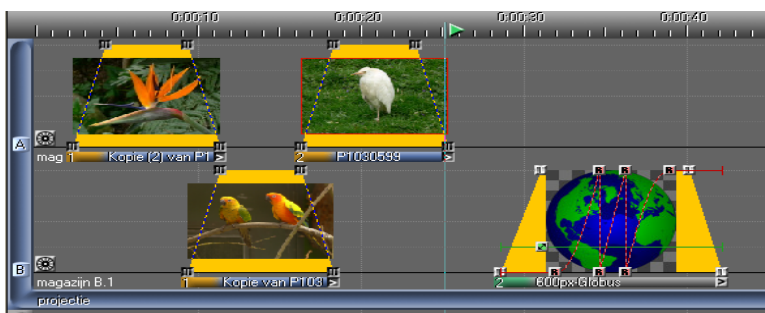 0:00:10 0:00:20 0:00:30 0:00:40
A
mag 1 Kopie (2) van P1 2 P1030599
B
magazijn B.1 1 Kopie van P103 2 600px-Globus
projectie